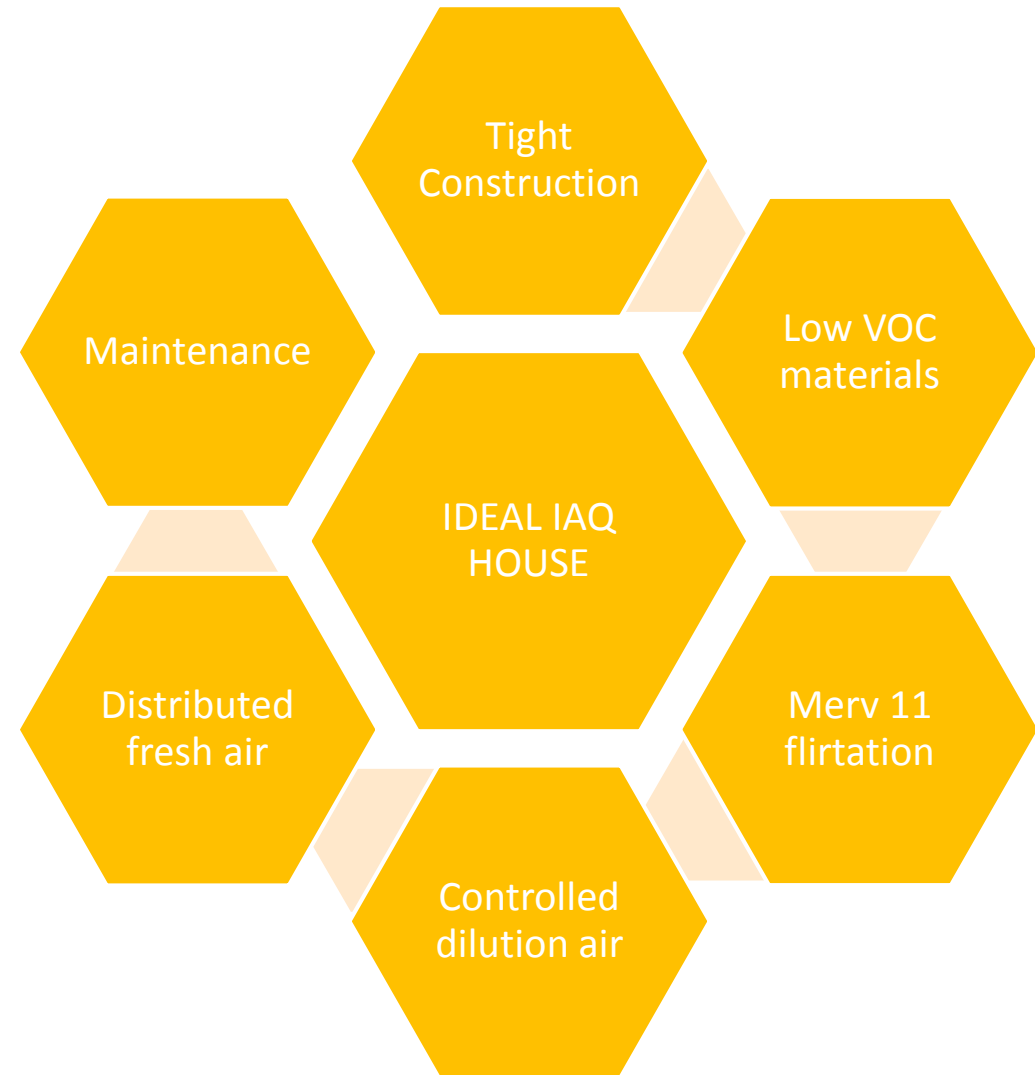 Tight
Construction
Low VOC
materials
Merv 11
flirtation
Controlled
dilution air
Distributed
fresh air
Maintenance
IDEAL IAQ
HOUSE